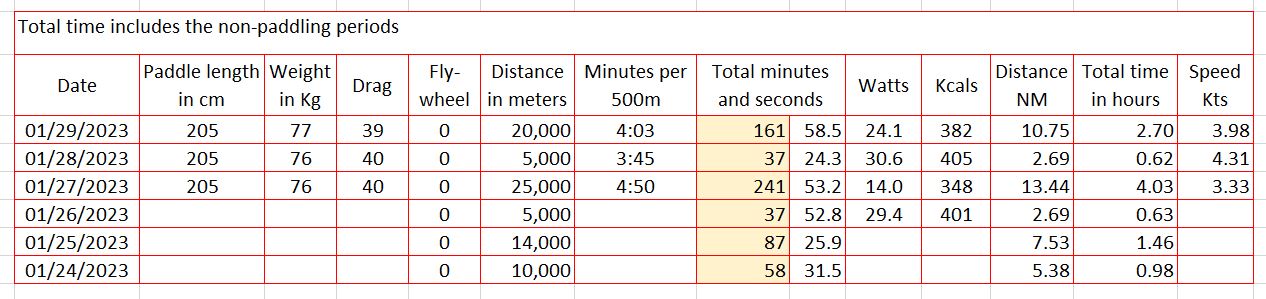 Total time includes the non-paddling periods
Date Paddle length in cm Weight in Kg Drag Fly-wheel Distance in meters Minutes per 500m Total minutes and seconds Watts Kcals Distance NM Total time in hours Speed Kts
01/29/2023 205 77 39 0 20,000 4:03 161 58.5 24.1 382 10.75 2.70 3.98
01/28/2023 205 76 40 0 5,000 3:45 37 24.3 30.6 405 2.69 0.62 4.31
01/27/2023 205 76 40 0 25,000 4:50 241 53.2 14.0 348 13.44 4.03 3.33
01/26/2023 0 5,000 37 52.8 29.4 401 2.69 0.63
01/25/2023 0 14,000 87 25.9 7.53 1.46
01/24/2023 0 10,000 58 31.5 5.38 0.98